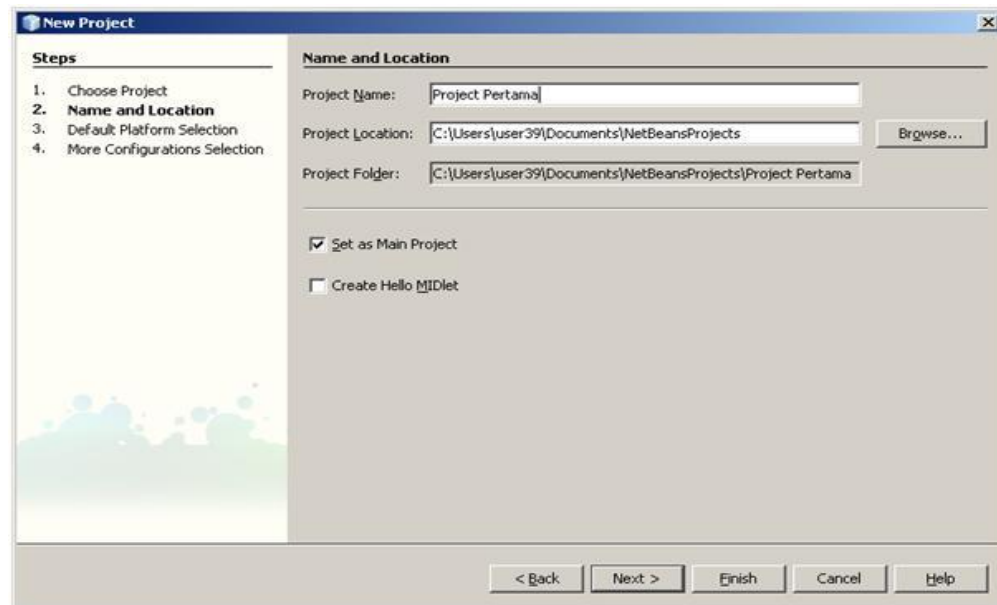 New Project
Steps
1. Choose Project
2. Name and Location
3. Default Platform Selection
4. More Configurations Selection
Name and Location
Project Name: Project Pertama
Project Location: C:\Users\user39\Documents\NetBeansProjects Browse...
Project Folder: C:\Users\user39\Documents\NetBeansProjects\Project Pertama
Set as Main Project
Create Hello MIDlet
< Back Next > Finish Cancel Help